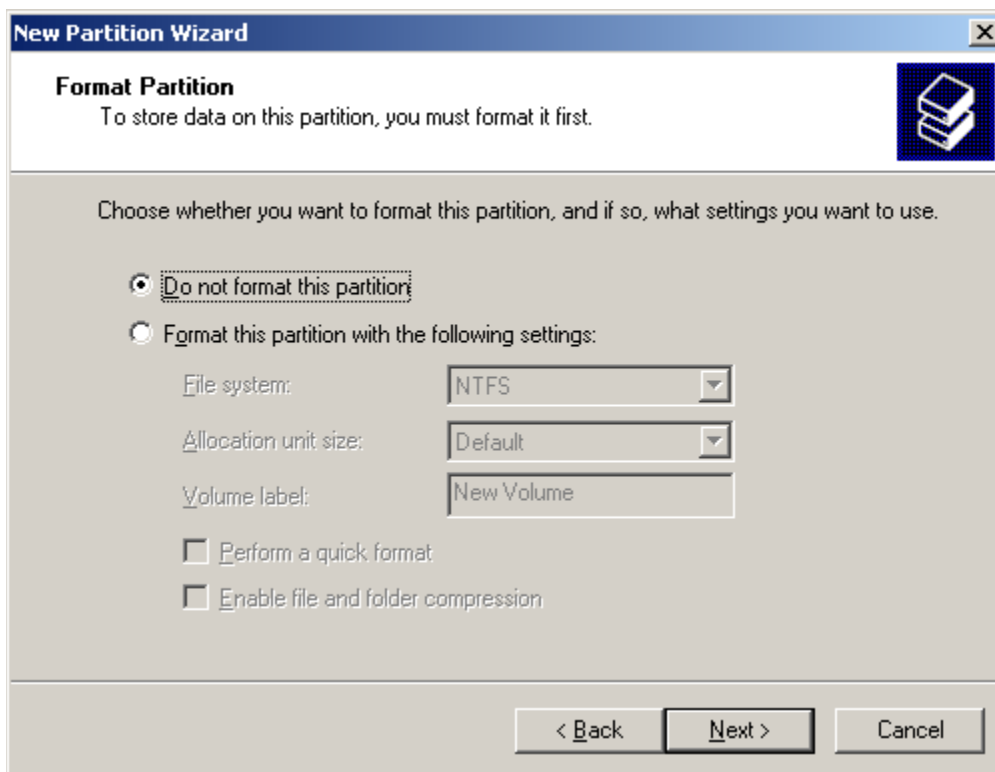 New Partition Wizard
Format Partition
To store data on this partition, you must format it first.
Choose whether you want to format this partition, and if so, what settings you want to use.
Do not format this partition
Format this partition with the following settings:
File system: NTFS
Allocation unit size: Default
Volume label: New Volume
Perform a quick format
Enable file and folder compression
< Back Next > Cancel